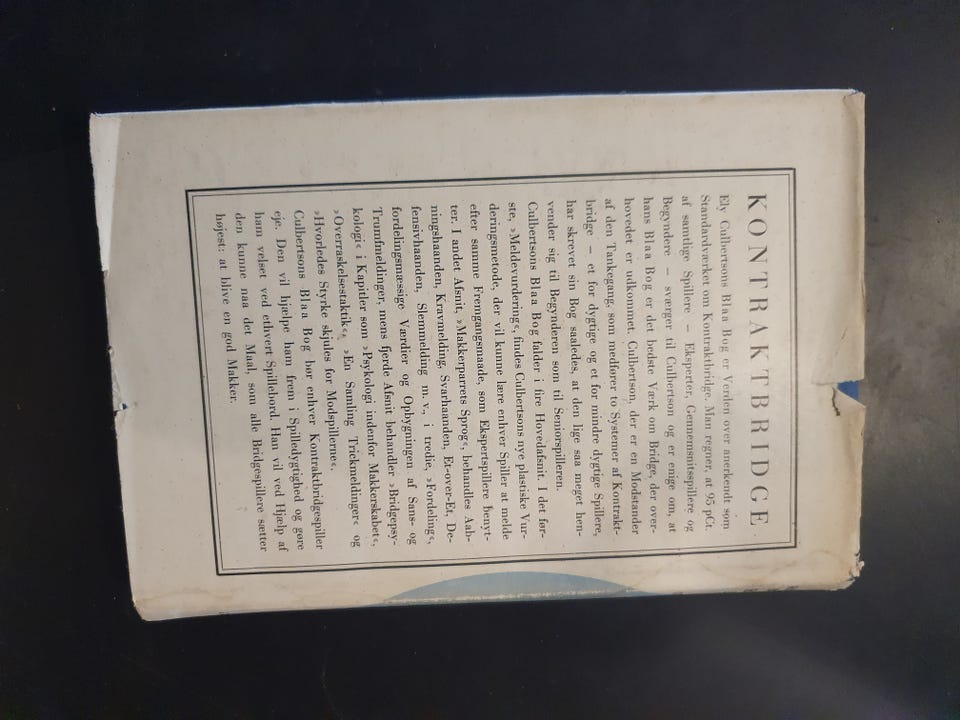 KONTRAKTBRIDGE
Ely Culbertsons Blaa Bog er Verden over anerkendt som
Standardværket om Kontraktbridge. Man regner, at 95 pCt.
af samtlige Spillere — Eksperter, Gennemsnitsspillere og
Begyndere — sværger til Culbertson og er enige om, at
hans Blaa Bog er det bedste Værk om Bridge, der over-
hovedet er udkommet. Culbertson, der er en Modstander
af den Tankegang, som medfører to Systemer af Kontrakt-
bridge — et for dygtige og et for mindre dygtige Spillere,
har skrevet sin Bog saaledes, at den lige saa meget hen-
vender sig til Begynderen som til Seniorspilleren.
Culbertsons Blaa Bog falder i fire Hovedafsnit. I det før-
ste, »Meldevurdering«, findes Culbertsons nye plastiske Vur-
deringsmetode, der vil kunne lære enhver Spiller at melde
efter samme Fremgangsmaade, som Ekspertspillere benyt-
ter. I andet Afsnit, »Makkerparrets Sprog«, behandles Aab-
ningshaanden, Kravmelding, Svarhaanden, Et-over-Et, De-
fensivhaanden, Slemmelding m. v., i tredie, »Fordeling«,
fordelingsmæssige Værdier og Opbygningen af Sans- og
Trumfmeldinger, mens fjerde Afsnit behandler »Bridgepsy-
kologi« i Kapitler som »Psykologi indenfor Makkerskabet«,
»Overraskelsestaktik«, »En Samling Trickmeldinger« og
»Hvorledes Styrke skjules for Modspillerne«.
Culbertsons Blaa Bog bør enhver Kontraktbridgespiller
eje. Den vil hjælpe ham frem i Spilledygtighed og gøre
ham velset ved ethvert Spillebord. Han vil ved Hjælp af
den kunne naa det Maal, som alle Bridgespillere sætter
højest: at blive en god Makker.